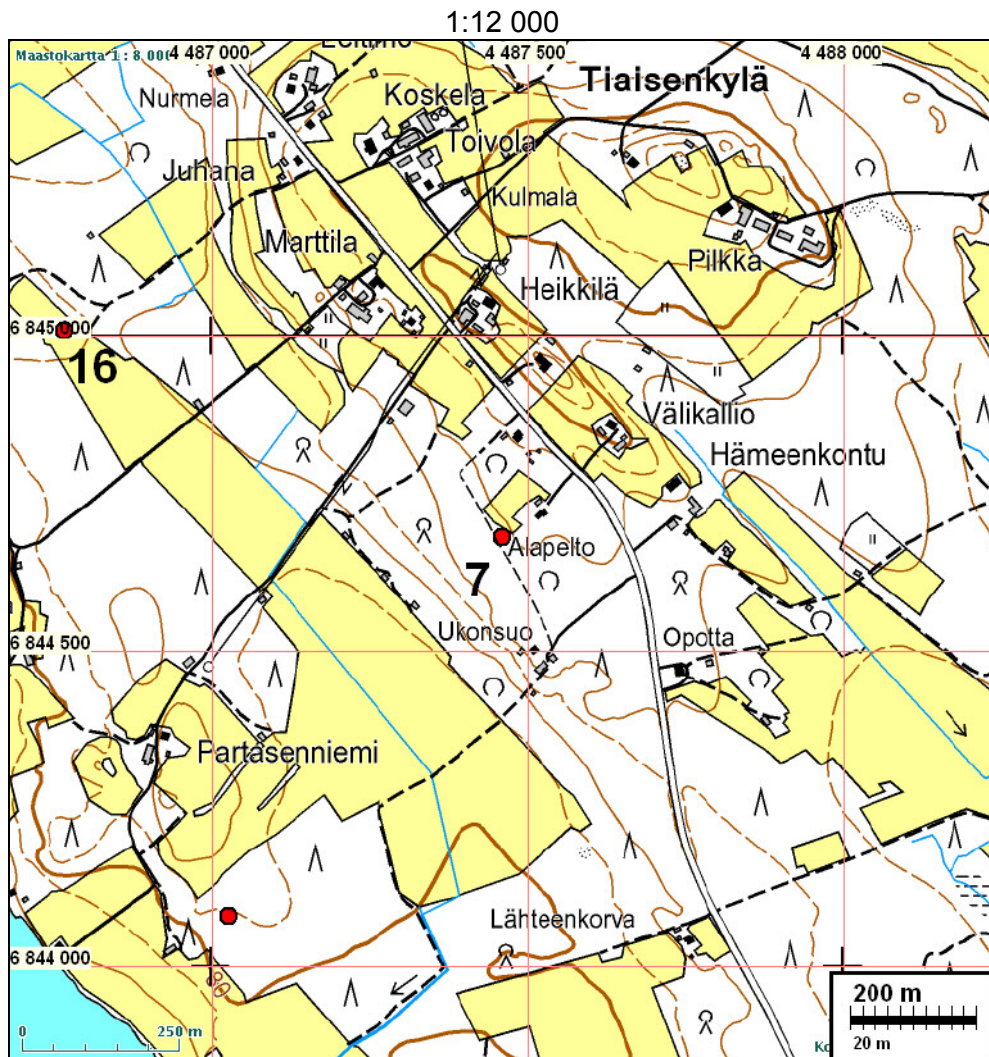 1:12 000
Maastokartta 1 : 8 000
4 487 000
4 487 500
4 488 000
Tiaisenkylä
Nurmela
Koskela
Toivola
Juhana
Kulmala
Marttila
Pilkka
Heikkilä
6 845 000
16
Välikallio
Hämeenkontu
Alapelto
7
Ukonsuo
Opotta
6 844 500
Partasenniemi
Lähteenkorva
6 844 000
200 m
20 m
0 250 m